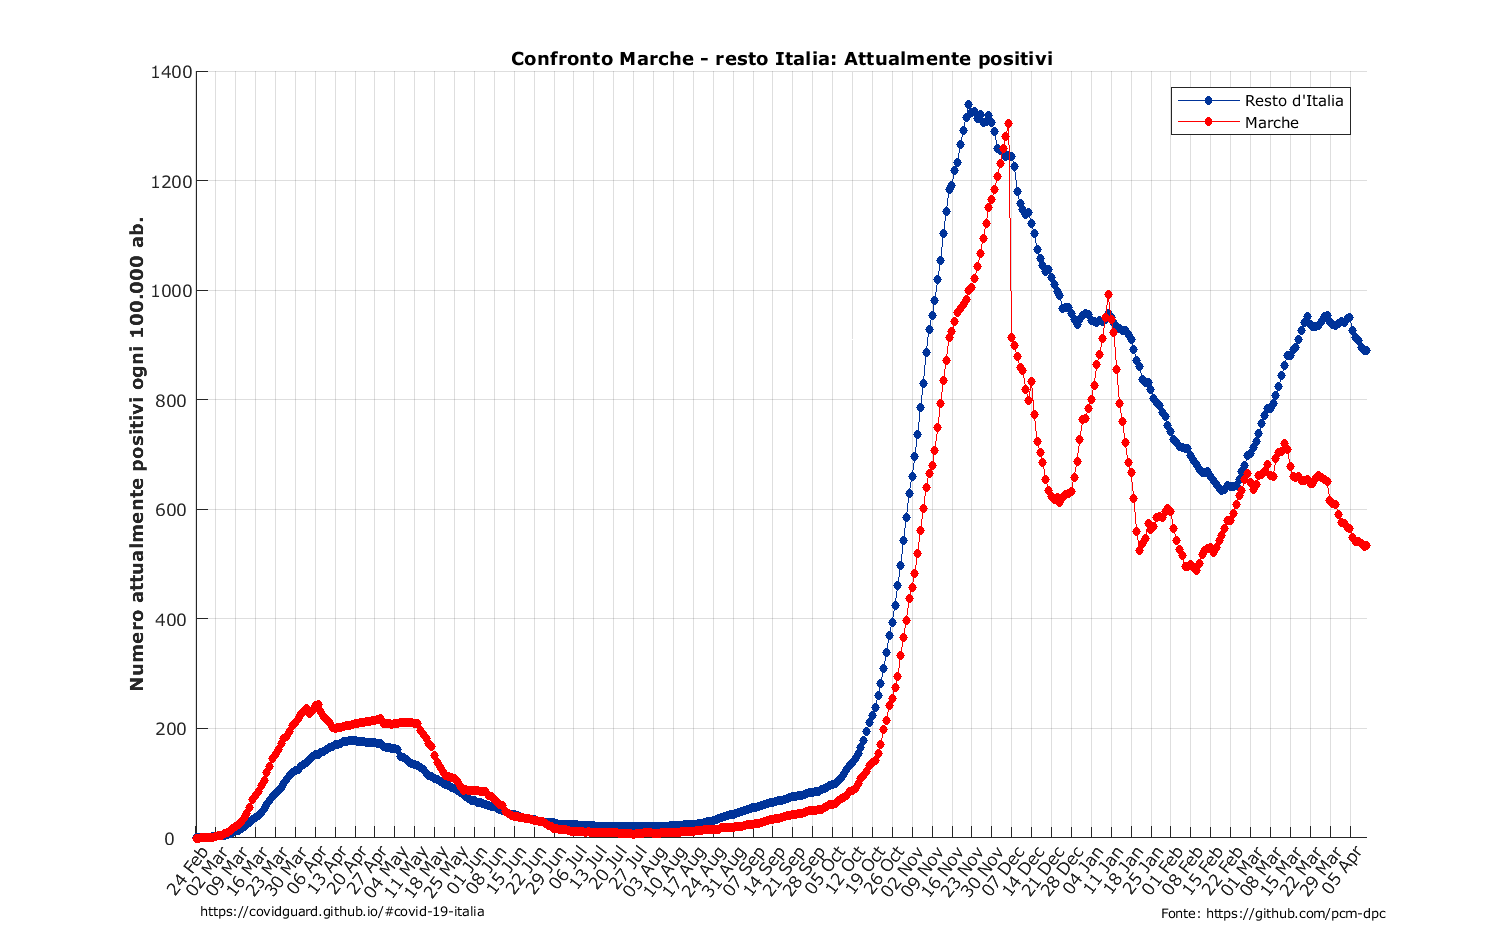 Confronto Marche - resto Italia: Attualmente positivi
Numero attualmente positivi ogni 100.000 ab.
1400
1200
1000
800
600
400
200
0
Resto d'Italia
Marche
24 Feb
02 Mar
09 Mar
16 Mar
23 Mar
30 Mar
06 Apr
13 Apr
20 Apr
27 Apr
04 May
11 May
18 May
25 May
01 Jun
08 Jun
15 Jun
22 Jun
29 Jun
06 Jul
13 Jul
20 Jul
27 Jul
03 Aug
10 Aug
17 Aug
24 Aug
31 Aug
07 Sep
14 Sep
21 Sep
28 Sep
05 Oct
12 Oct
19 Oct
26 Oct
02 Nov
09 Nov
16 Nov
23 Nov
30 Nov
07 Dec
14 Dec
21 Dec
28 Dec
04 Jan
11 Jan
18 Jan
25 Jan
01 Feb
08 Feb
15 Feb
22 Feb
01 Mar
08 Mar
15 Mar
22 Mar
29 Mar
05 Apr
https://covidguard.github.io/#covid-19-italia
Fonte: https://github.com/pcm-dpc